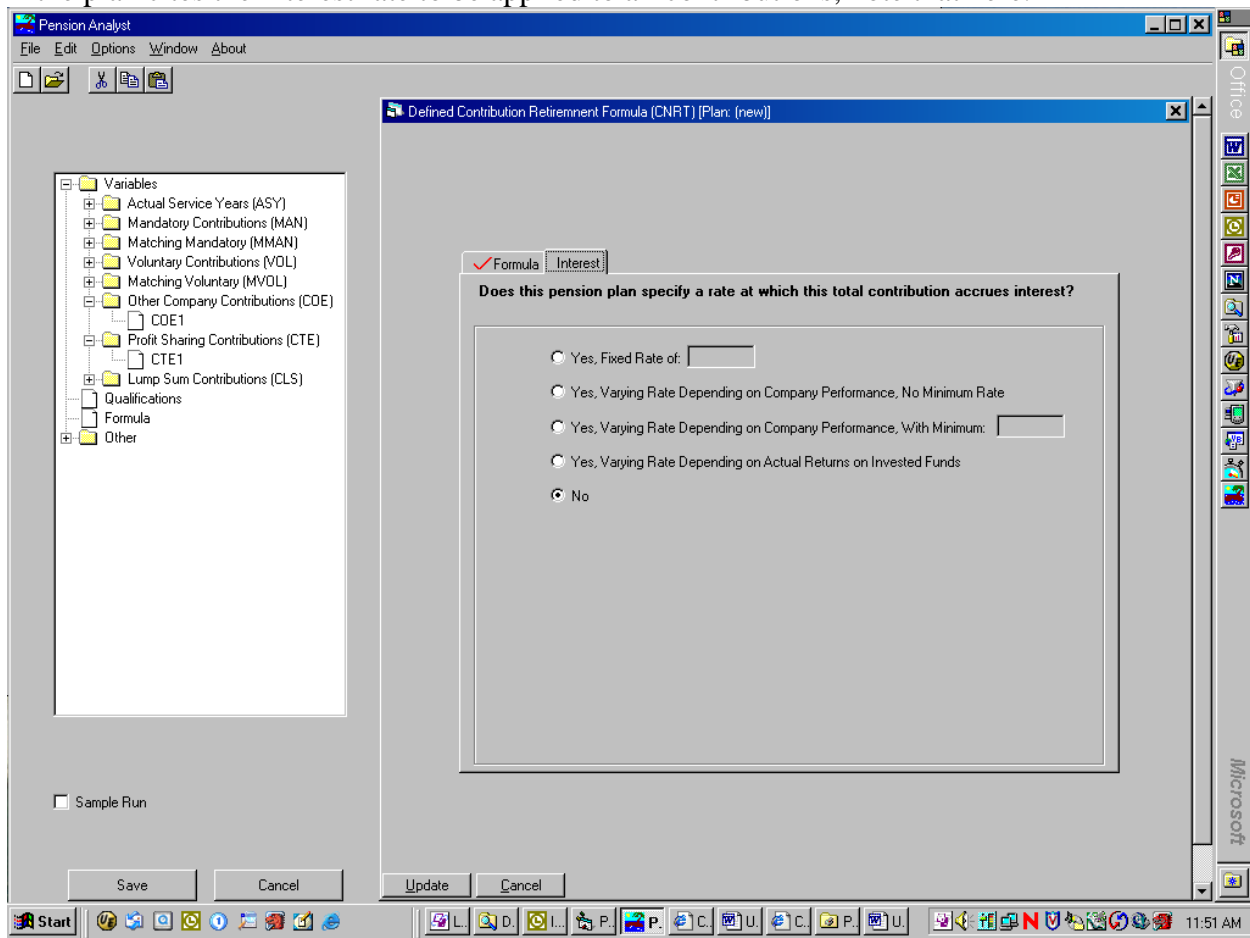 Pension Analyst
File Edit Options Window About
Office
Defined Contribution Retiremnent Formula (CNRT) [Plan: (new)]
Variables
Actual Service Years (ASY)
Mandatory Contributions (MAN)
Matching Mandatory (MMAN)
Voluntary Contributions (VOL)
Matching Voluntary (MVOL)
Other Company Contributions (COE)
COE1
Profit Sharing Contributions (CTE)
CTE1
Lump Sum Contributions (CLS)
Qualifications
Formula
Other
Formula Interest
Does this pension plan specify a rate at which this total contribution accrues interest?
Yes, Fixed Rate of:
Yes, Varying Rate Depending on Company Performance, No Minimum Rate
Yes, Varying Rate Depending on Company Performance, With Minimum:
Yes, Varying Rate Depending on Actual Returns on Invested Funds
No
Sample Run
Microsoft
Save Cancel
Update Cancel
Start L... D... I... P... P... C... U... C... P... U... 11:51 AM